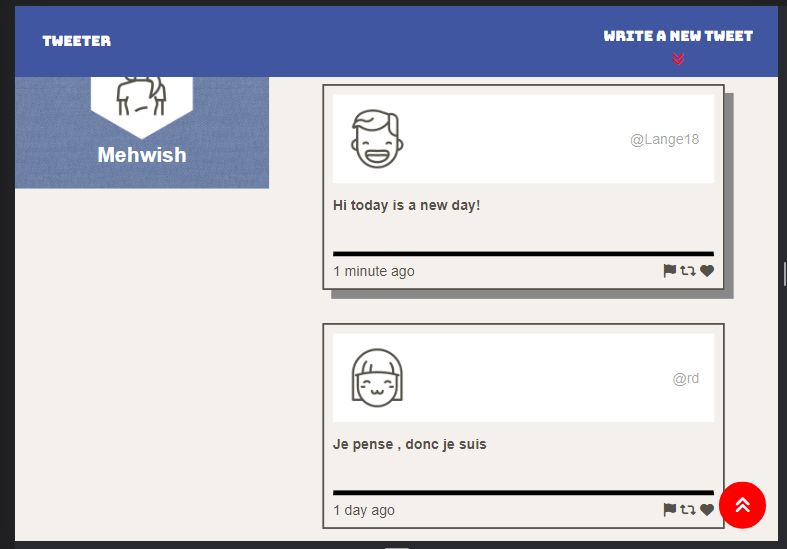 TWEETER
WRITE A NEW TWEET
Mehwish
@Lange18
Hi today is a new day!
1 minute ago
@rd
Je pense , donc je suis
1 day ago